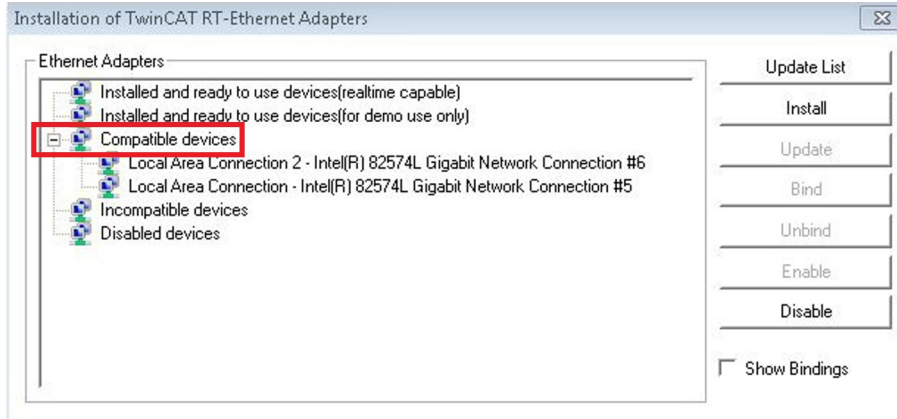 Installation of TwinCAT RT-Ethernet Adapters
Ethernet Adapters
Installed and ready to use devices(realtime capable)
Installed and ready to use devices(for demo use only)
Compatible devices
Local Area Connection 2 - Intel(R) 82574L Gigabit Network Connection #6
Local Area Connection - Intel(R) 82574L Gigabit Network Connection #5
Incompatible devices
Disabled devices
Update List
Install
Update
Bind
Unbind
Enable
Disable
Show Bindings